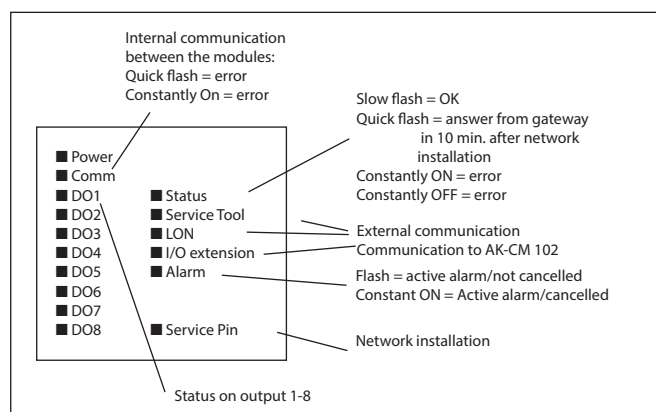 Internal communication
between the modules:
Quick flash = error
Constantly On = error
Slow flash = OK
Quick flash = answer from gateway
in 10 min. after network
installation
Constantly ON = error
Constantly OFF = error
■ Power
■ Comm
■ DO1 ■ Status
■ DO2 ■ Service Tool
■ DO3 ■ LON
■ DO4 ■ I/O extension
■ DO5 ■ Alarm
■ DO6
■ DO7
■ DO8 ■ Service Pin
External communication
Communication to AK-CM 102
Flash = active alarm/not cancelled
Constant ON = Active alarm/cancelled
Network installation
Status on output 1-8